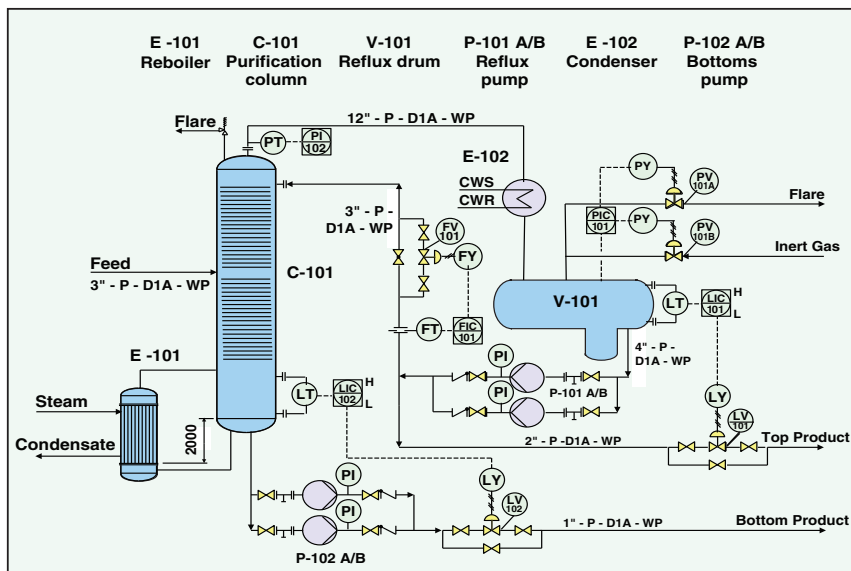 E -101 C-101 V-101 P-101 A/B E -102 P-102 A/B
Reboiler Purification Reflux drum Reflux Condenser Bottoms
column pump pump
Flare
12" - P - D1A - WP
PT
PI
102
E-102
CWS
CWR
3"- P -
D1A - WP
FV
101
FY
FT
FIC
101
PY
PV
101A
Flare
PIC
101
PY
PV
101B
Inert Gas
Feed
3" - P - D1A - WP
C-101
V-101
LT
LIC
101
H
L
4" - P -
D1A - WP
E -101
Steam
Condensate
2000
LT
LIC
102
H
L
PI
P-101 A/B
PI
LY
LV
101
2" - P -D1A - WP
Top Product
PI
PI
P-102 A/B
LY
LV
102
1" - P - D1A - WP
Bottom Product